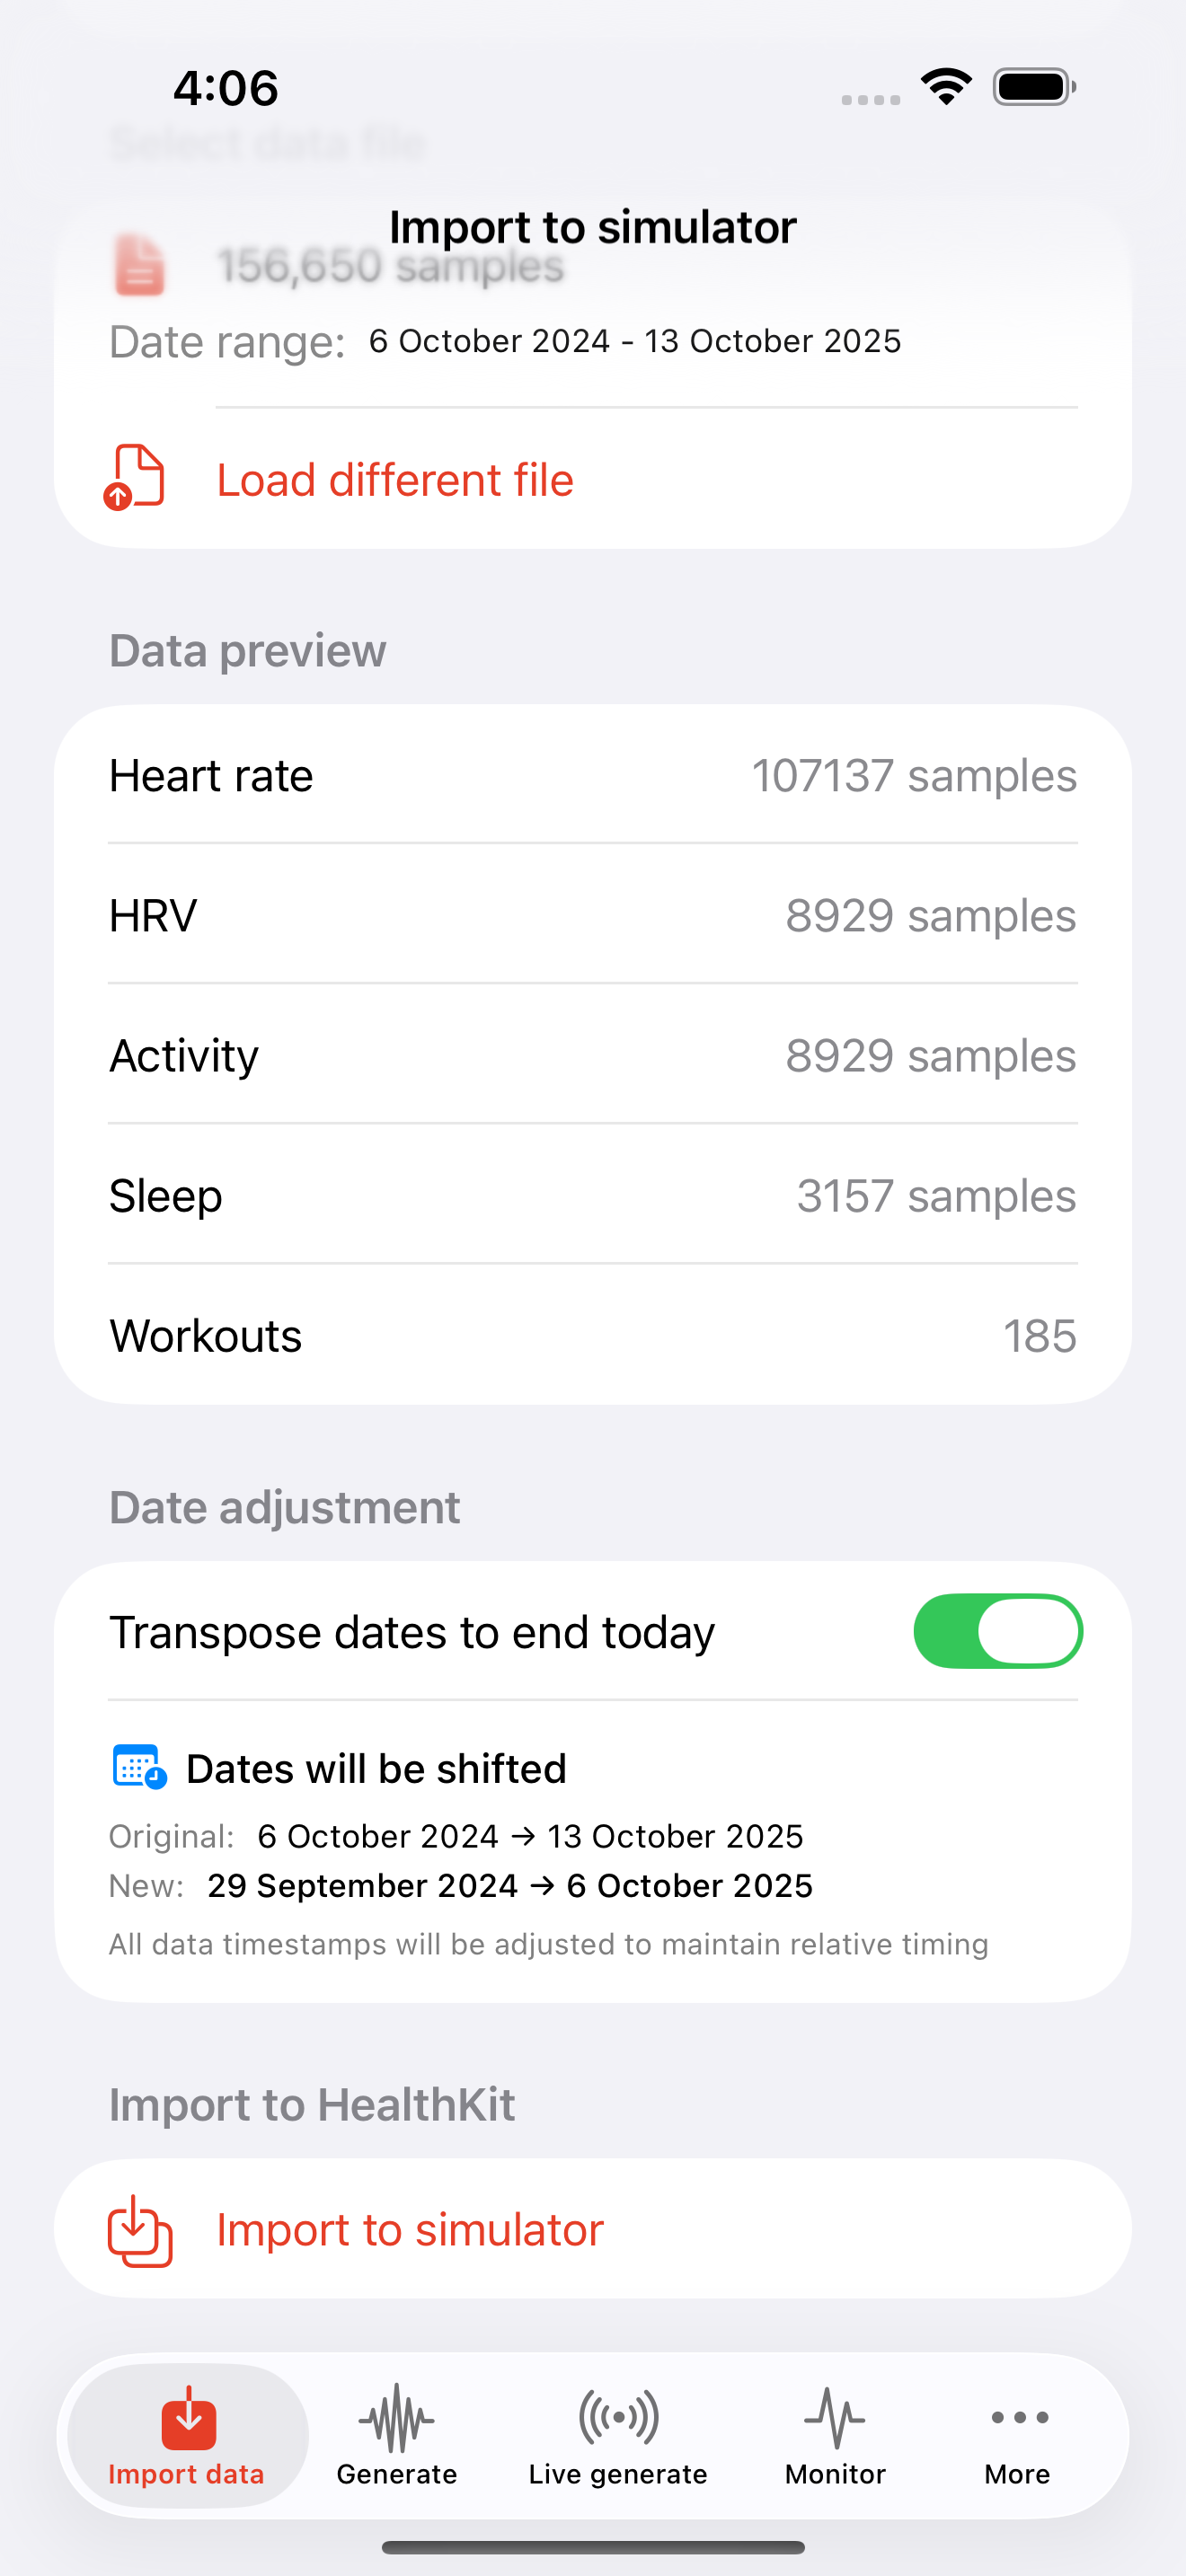 4:06
Select data file
Import to simulator
156,650 samples
Date range: 6 October 2024 - 13 October 2025
Load different file
Data preview
Heart rate 107137 samples
HRV 8929 samples
Activity 8929 samples
Sleep 3157 samples
Workouts 185
Date adjustment
Transpose dates to end today
Dates will be shifted
Original: 6 October 2024 → 13 October 2025
New: 29 September 2024 → 6 October 2025
All data timestamps will be adjusted to maintain relative timing
Import to HealthKit
Import to simulator
Import data Generate Live generate Monitor More